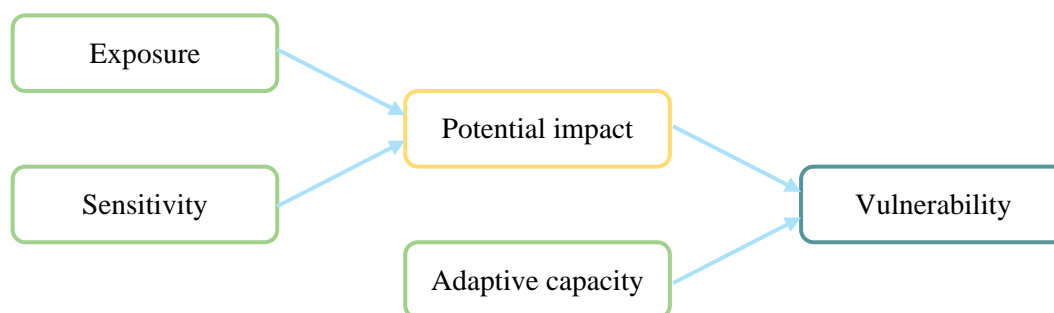 Exposure
Potential impact
Sensitivity
Vulnerability
Adaptive capacity